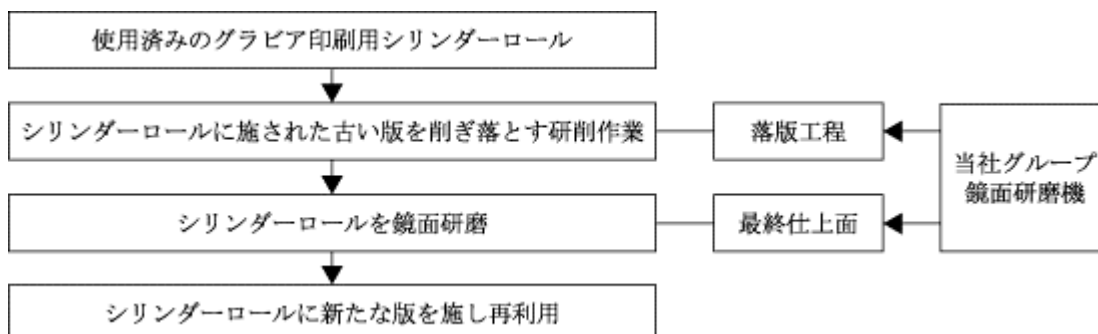 使用済みのグラビア印刷用シリンダーロール
シリンダーロールに施された古い版を削ぎ落とす研削作業
落版工程
当社グループ
鏡面研磨機
シリンダーロールを鏡面研磨
最終仕上面
シリンダーロールに新たな版を施し再利用